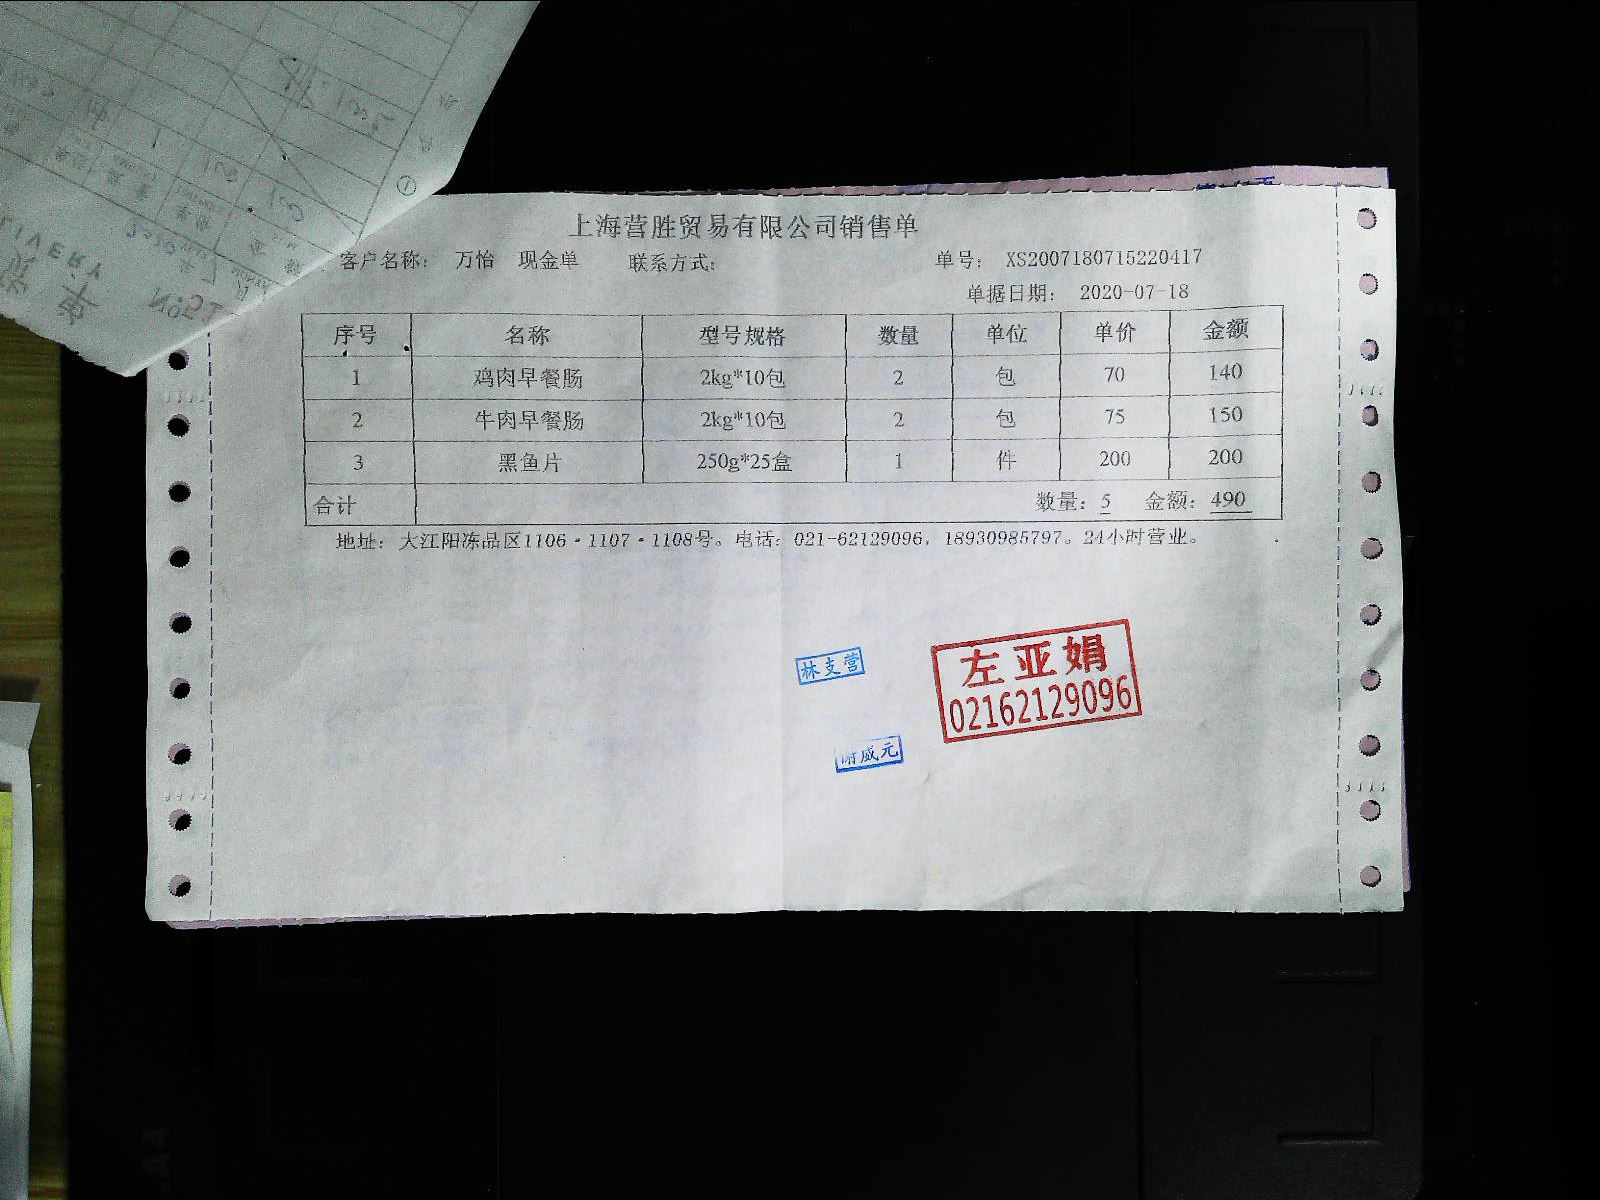 上海营胜贸易有限公司销售单
客户名称： 万怡 现金单 联系方式： 单号： XS2007180715220417
单据日期： 2020-07-18
序号 名称 型号规格 数量 单位 单价 金额
1 鸡肉早餐肠 2kg*10包 2 包 70 140
2 牛肉早餐肠 2kg*10包 2 包 75 150
3 黑鱼片 250g*25盒 1 件 200 200
合计 数量：5 金额：490
地址：大江阳冻品区1106·1107·1108号。电话：021-62129096，18930985797。24小时营业。
林支营
左亚娟
02162129096
威元
LIVERY
①
A4